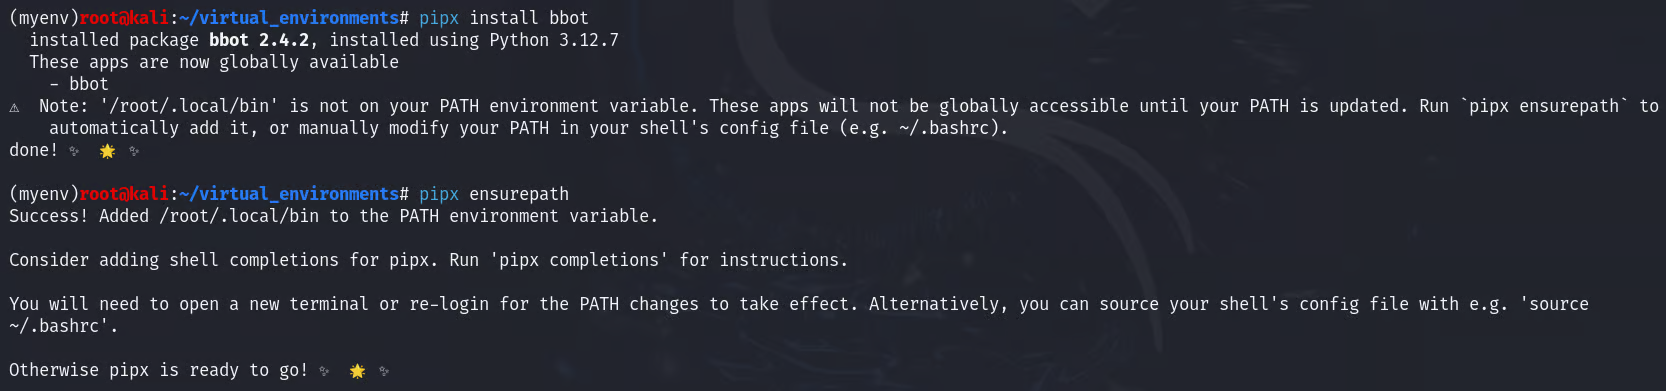 (myenv)root@kali:~/virtual_environments# pipx install bbot
  installed package bbot 2.4.2, installed using Python 3.12.7
  These apps are now globally available
    - bbot
⚠  Note: '/root/.local/bin' is not on your PATH environment variable. These apps will not be globally accessible until your PATH is updated. Run `pipx ensurepath` to
    automatically add it, or manually modify your PATH in your shell's config file (e.g. ~/.bashrc).
done! ✨ 🌟 ✨
(myenv)root@kali:~/virtual_environments# pipx ensurepath
Success! Added /root/.local/bin to the PATH environment variable.
Consider adding shell completions for pipx. Run 'pipx completions' for instructions.
You will need to open a new terminal or re-login for the PATH changes to take effect. Alternatively, you can source your shell's config file with e.g. 'source
~/.bashrc'.
Otherwise pipx is ready to go! ✨ 🌟 ✨